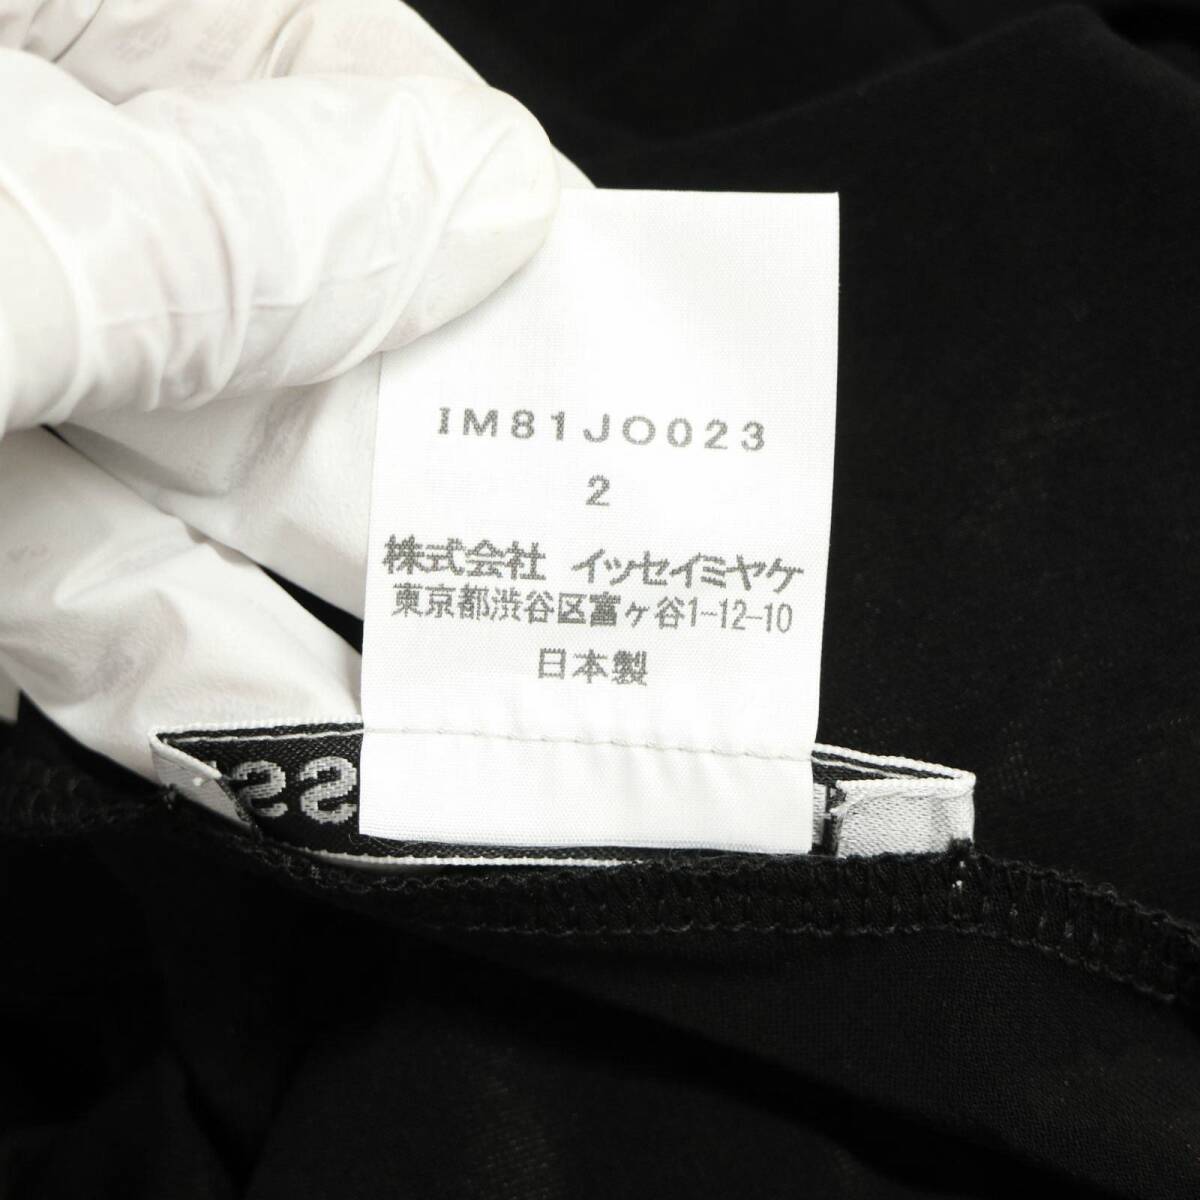 IM81JO023
2
株式会社 イッセイミヤケ
東京都渋谷区富ヶ谷1-12-10
日本製